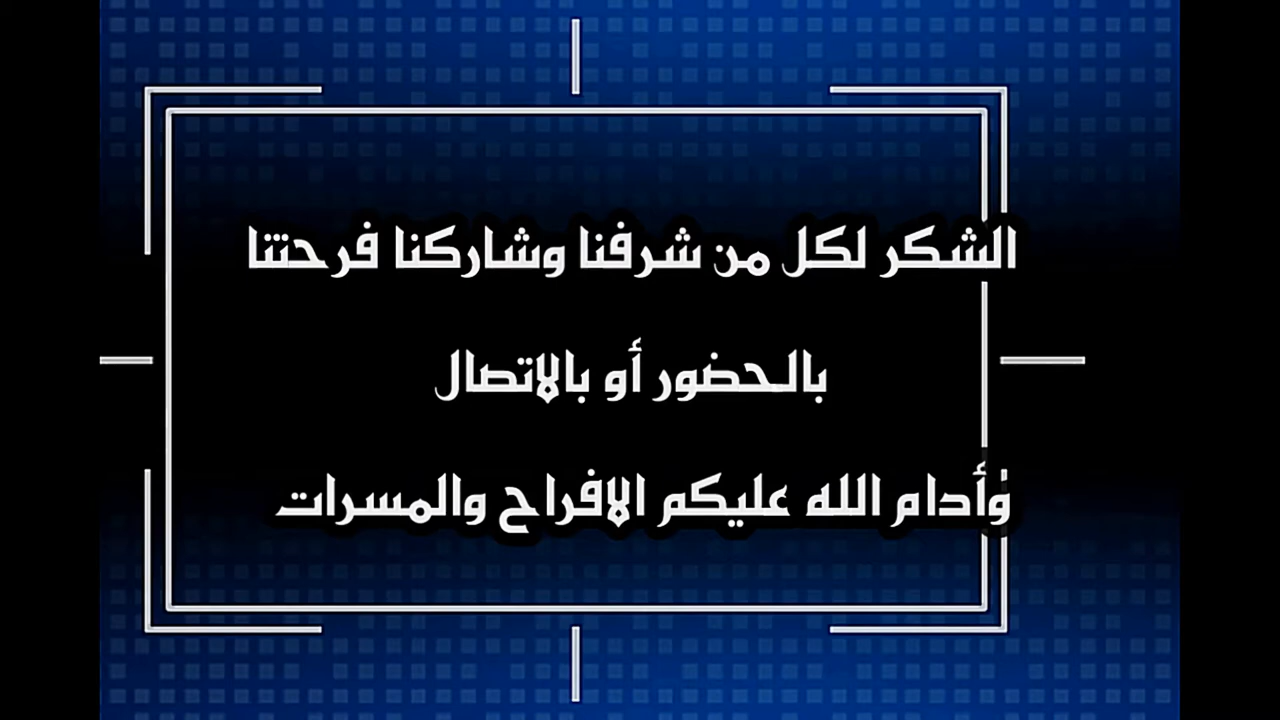 الشكر لكل من شرفنا وشاركنا فرحتنا
بالحضور أو بالاتصال
وأدام الله عليكم الافراح والمسرات